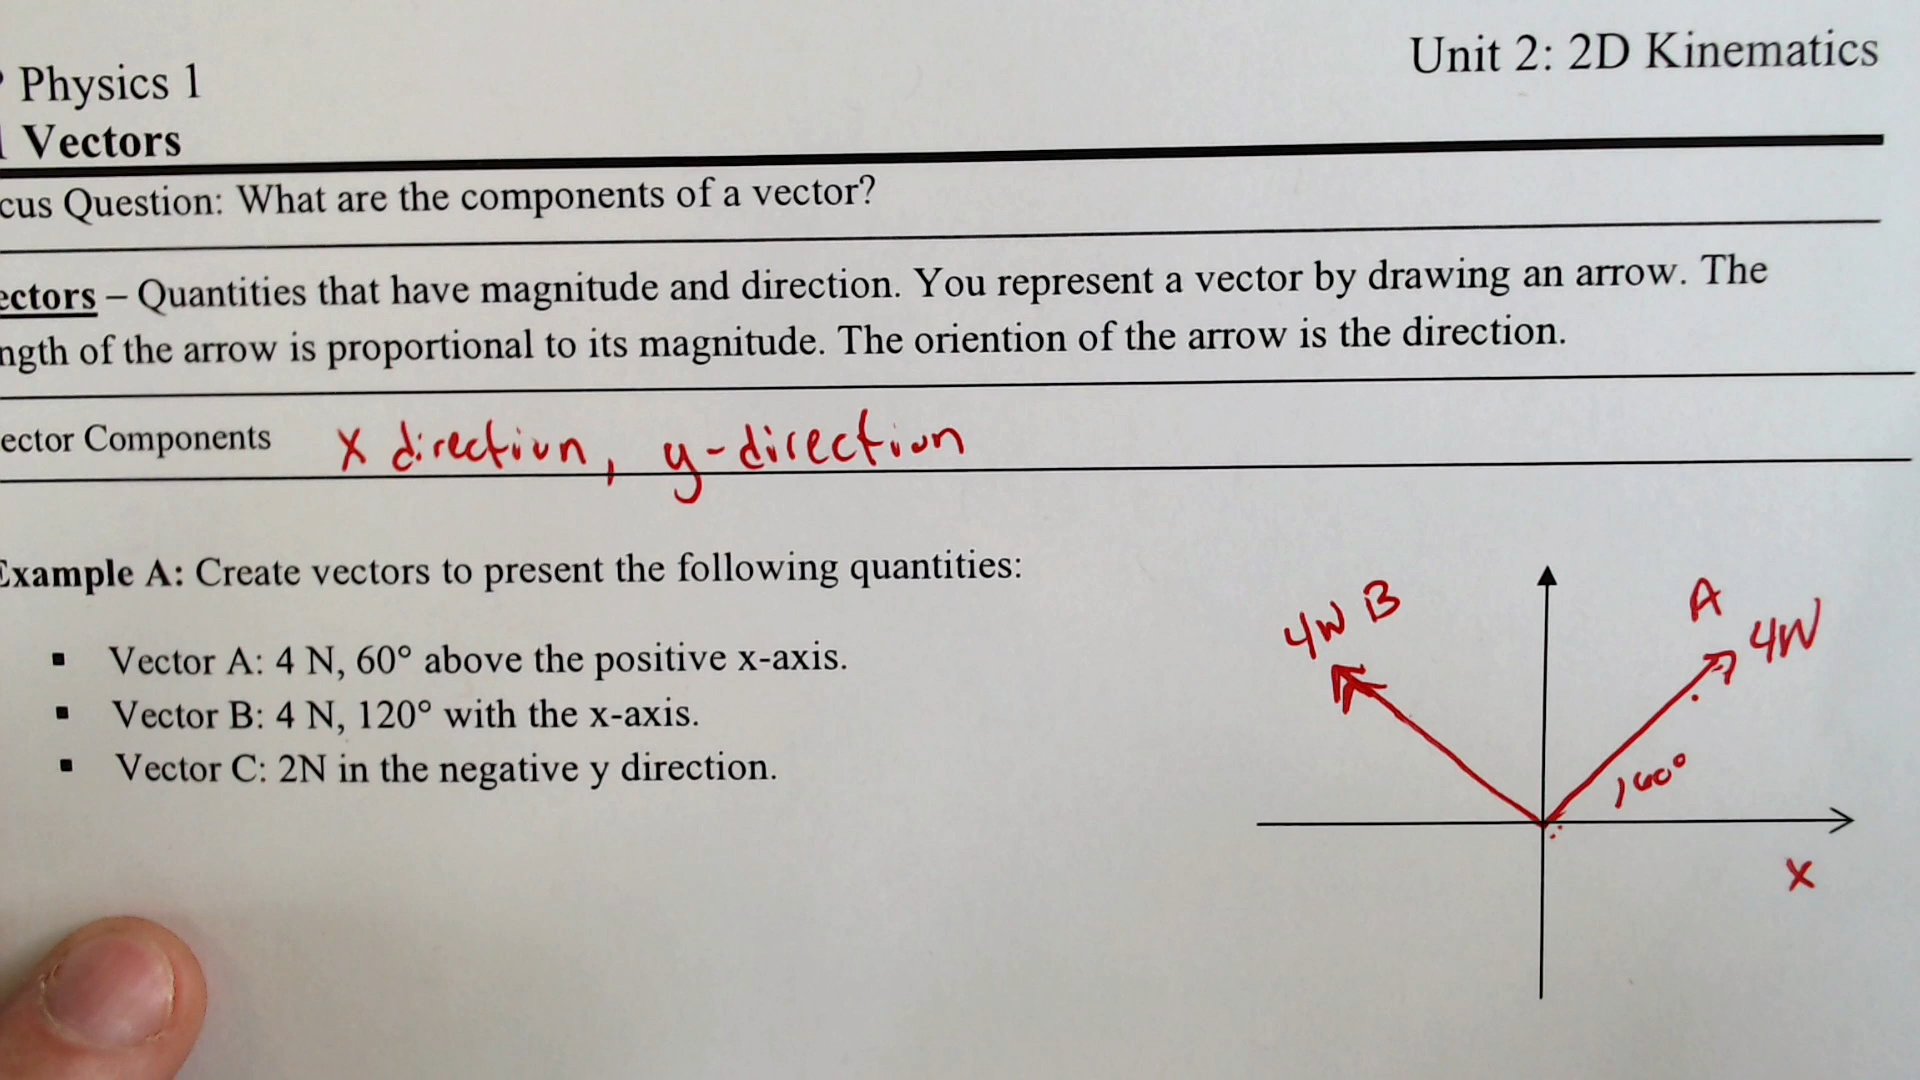 Physics 1
Unit 2: 2D Kinematics
Vectors
cus Question: What are the components of a vector?
ectors – Quantities that have magnitude and direction. You represent a vector by drawing an arrow. The
ngth of the arrow is proportional to its magnitude. The oriention of the arrow is the direction.
ector Components x direction, y-direction
Example A: Create vectors to present the following quantities:
▪ Vector A: 4 N, 60° above the positive x-axis.
▪ Vector B: 4 N, 120° with the x-axis.
▪ Vector C: 2N in the negative y direction.
4N B
A
4N
60°
x